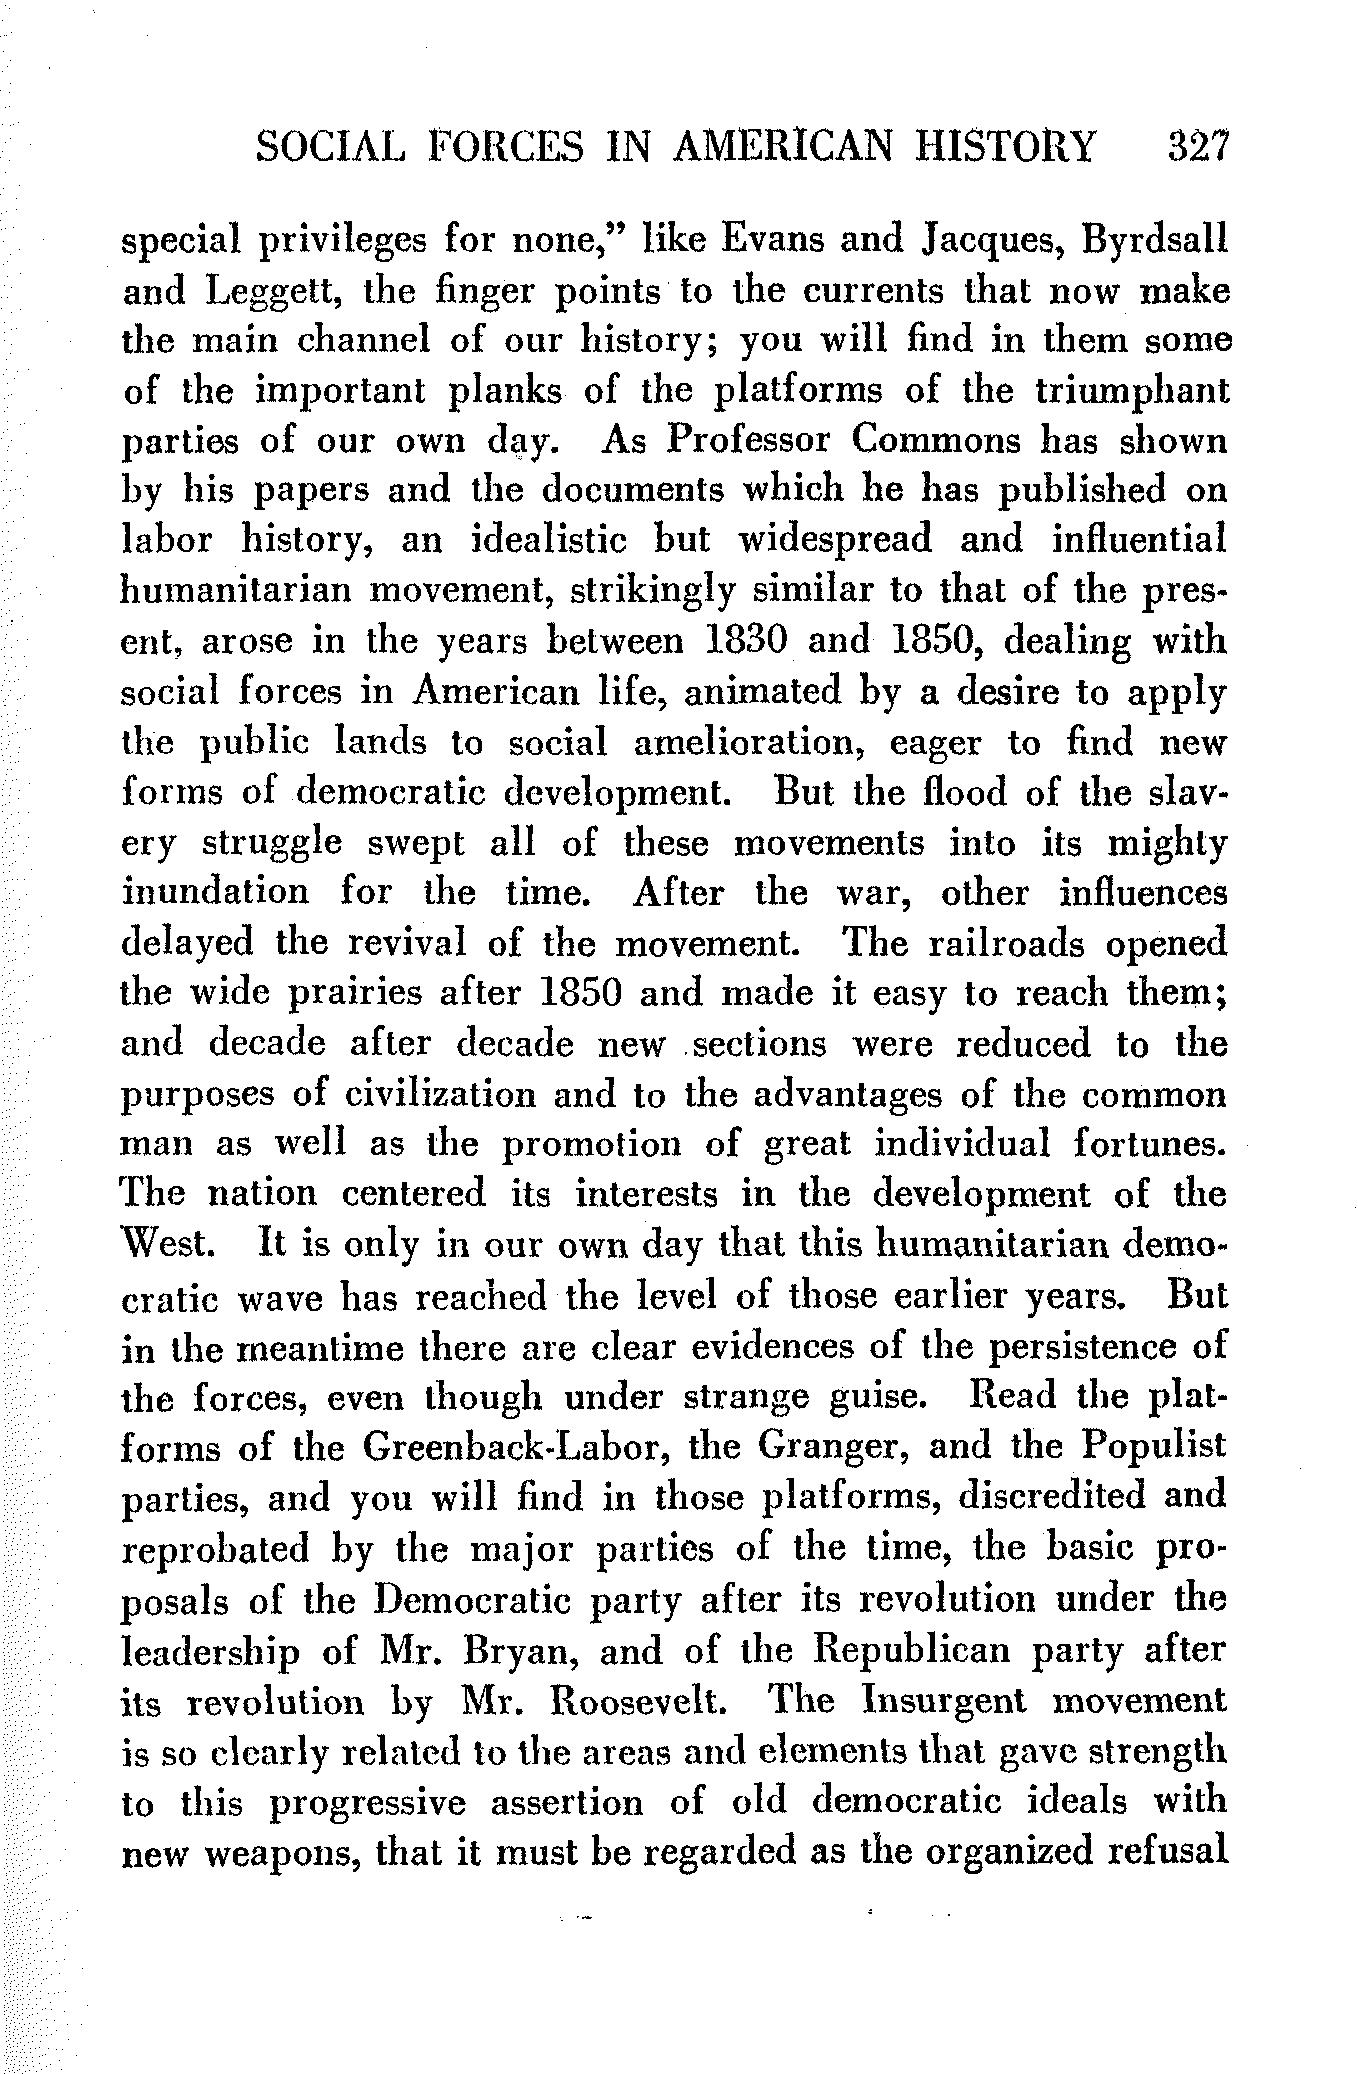 SOCIAL FORCES IN AMERICAN HISTORY 327
special privileges for none,” like Evans and Jacques, Byrdsall
and Leggett, the finger points to the currents that now make
the main channel of our history; you will find in them some
of the important planks of the platforms of the triumphant
parties of our own day. As Professor Commons has shown
by his papers and the documents which he has published on
labor history, an idealistic but widespread and influential
humanitarian movement, strikingly similar to that of the pres-
ent, arose in the years between 1830 and 1850, dealing with
social forces in American life, animated by a desire to apply
the public lands to social amelioration, eager to find new
forms of democratic development. But the flood of the slav-
ery struggle swept all of these movements into its mighty
inundation for the time. After the war, other influences
delayed the revival of the movement. The railroads opened
the wide prairies after 1850 and made it easy to reach them;
and decade after decade new sections were reduced to the
purposes of civilization and to the advantages of the common
man as well as the promotion of great individual fortunes.
The nation centered its interests in the development of the
West. It is only in our own day that this humanitarian demo-
cratic wave has reached the level of those earlier years. But
in the meantime there are clear evidences of the persistence of
the forces, even though under strange guise. Read the plat-
forms of the Greenback-Labor, the Granger, and the Populist
parties, and you will find in those platforms, discredited and
reprobated by the major parties of the time, the basic pro-
posals of the Democratic party after its revolution under the
leadership of Mr. Bryan, and of the Republican party after
its revolution by Mr. Roosevelt. The Insurgent movement
is so clearly related to the areas and elements that gave strength
to this progressive assertion of old democratic ideals with
new weapons, that it must be regarded as the organized refusal